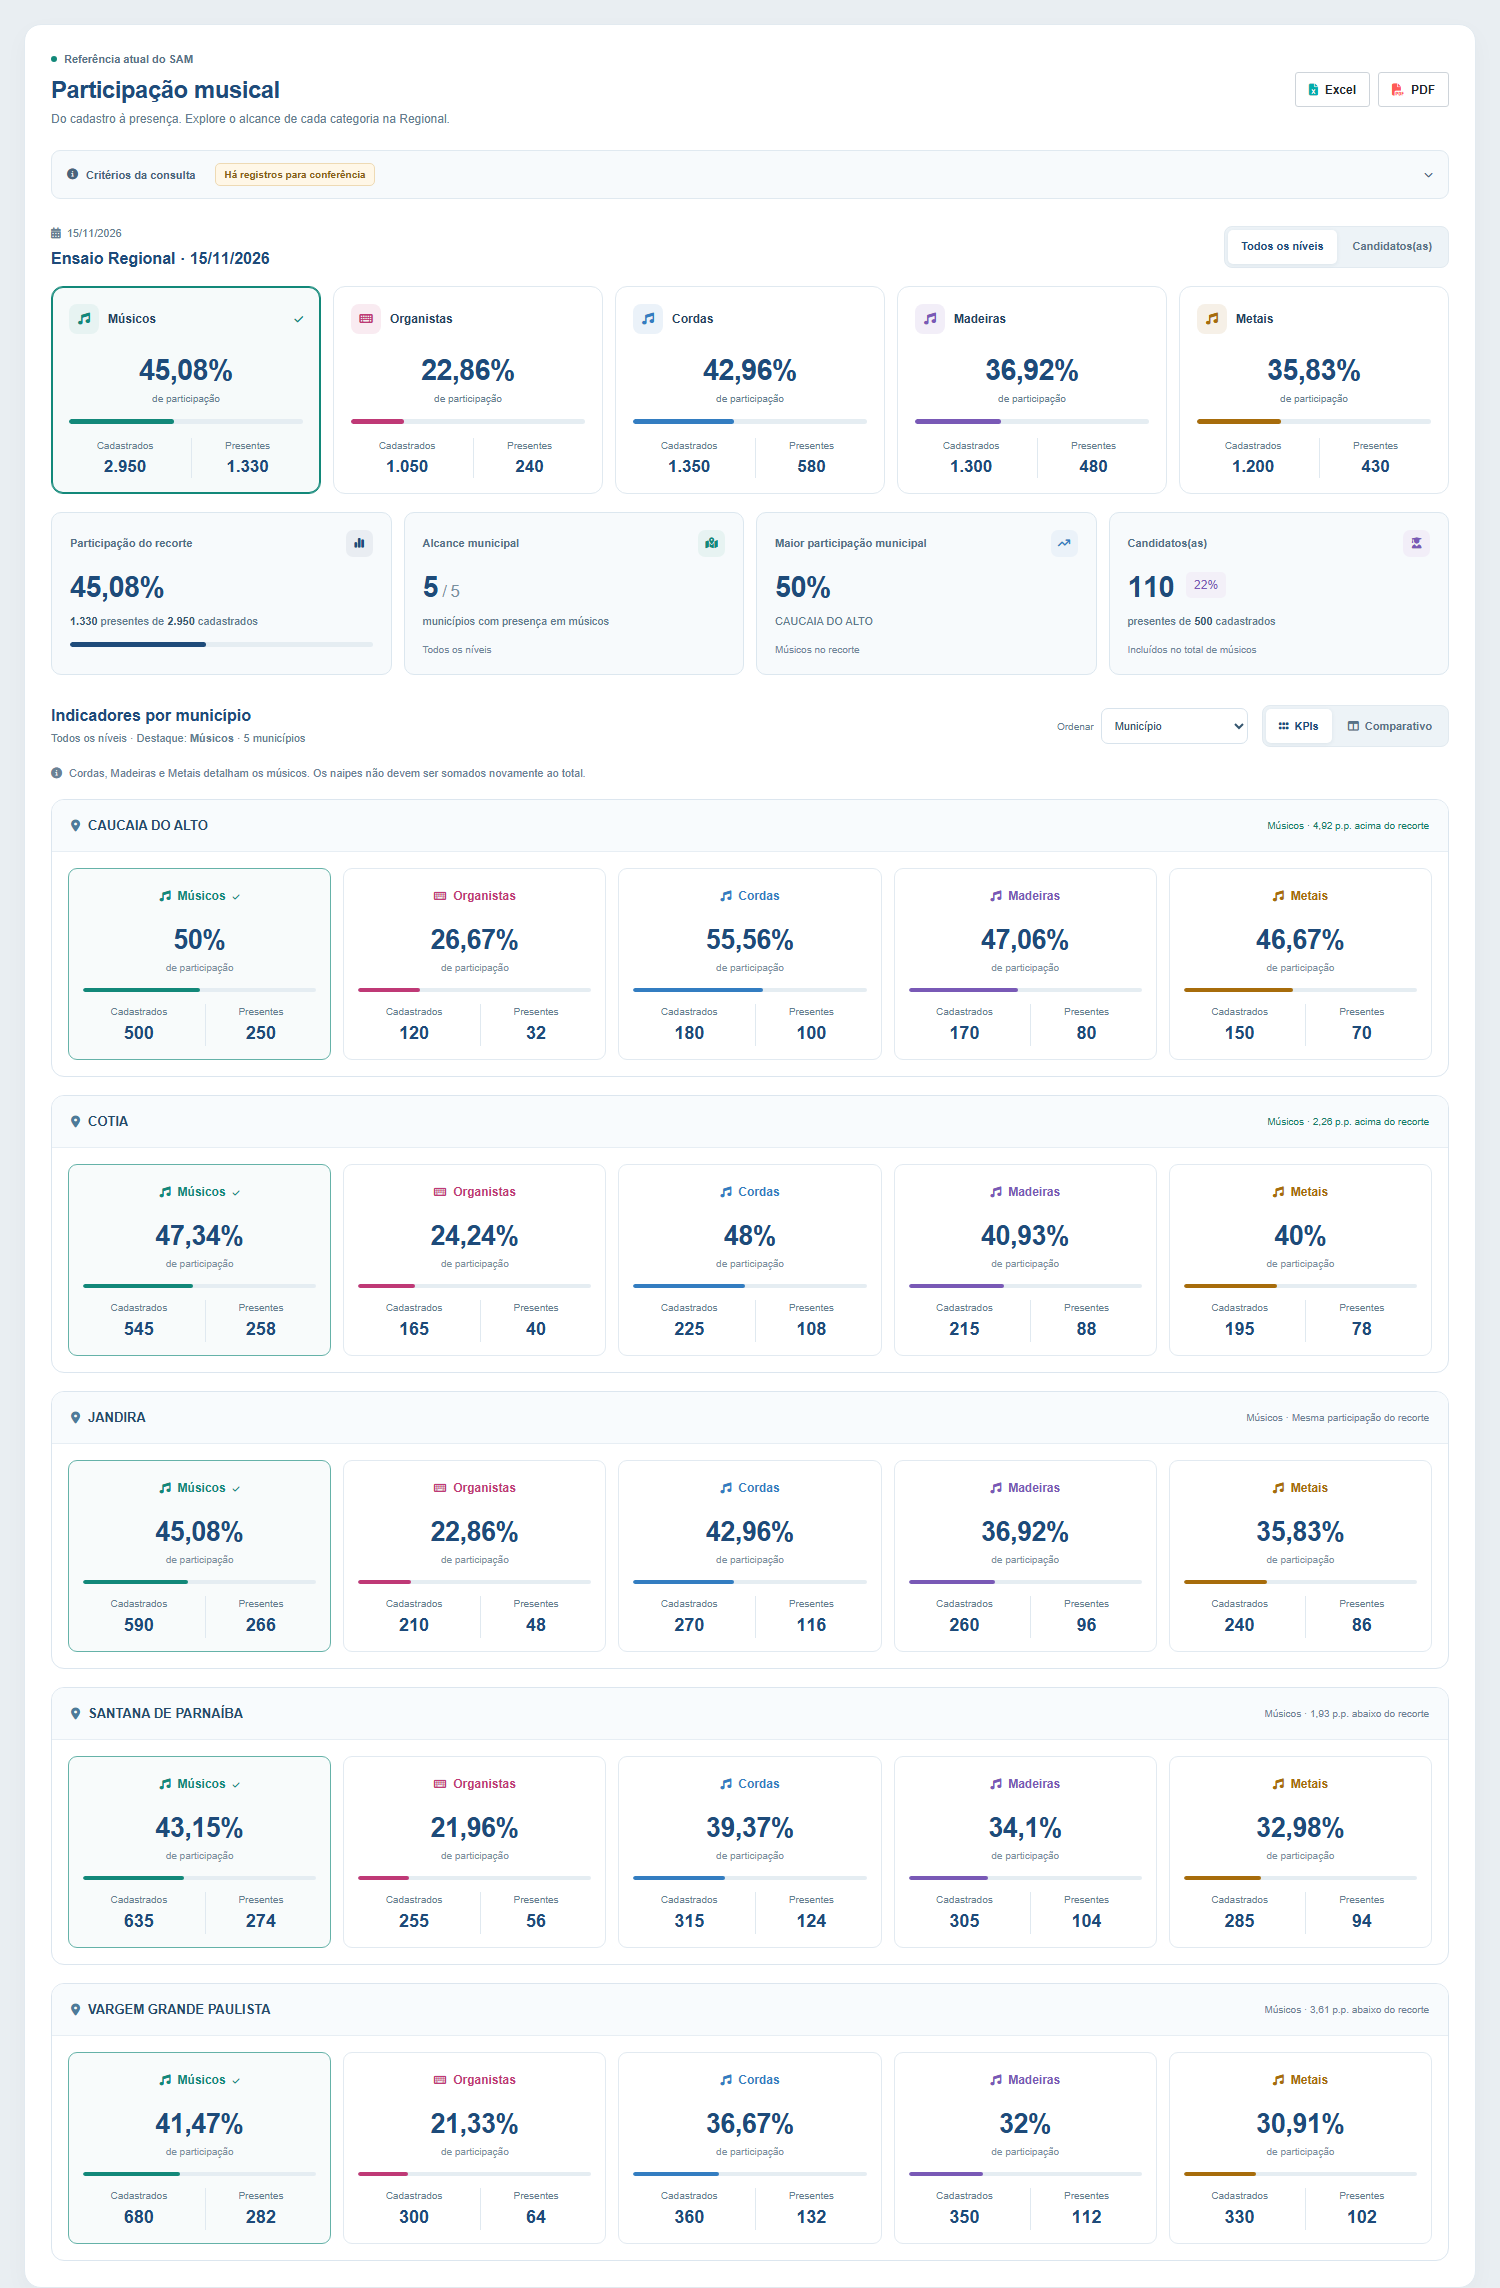 Referência atual do SAM
Participação musical
Do cadastro à presença. Explore o alcance de cada categoria na Regional.
Excel
PDF
Critérios da consulta
Há registros para conferência
15/11/2026
Ensaio Regional · 15/11/2026
Todos os níveis
Candidatos(as)
Músicos
45,08%
de participação
Cadastrados
2.950
Presentes
1.330
Organistas
22,86%
de participação
Cadastrados
1.050
Presentes
240
Cordas
42,96%
de participação
Cadastrados
1.350
Presentes
580
Madeiras
36,92%
de participação
Cadastrados
1.300
Presentes
480
Metais
35,83%
de participação
Cadastrados
1.200
Presentes
430
Participação do recorte
45,08%
1.330 presentes de 2.950 cadastrados
Alcance municipal
5 / 5
municípios com presença em músicos
Todos os níveis
Maior participação municipal
50%
CAUCAIA DO ALTO
Músicos no recorte
Candidatos(as)
110 22%
presentes de 500 cadastrados
Incluídos no total de músicos
Indicadores por município
Todos os níveis · Destaque: Músicos · 5 municípios
Ordenar
Município
KPIs
Comparativo
Cordas, Madeiras e Metais detalham os músicos. Os naipes não devem ser somados novamente ao total.
CAUCAIA DO ALTO
Músicos · 4,92 p.p. acima do recorte
Músicos
50%
de participação
Cadastrados
500
Presentes
250
Organistas
26,67%
de participação
Cadastrados
120
Presentes
32
Cordas
55,56%
de participação
Cadastrados
180
Presentes
100
Madeiras
47,06%
de participação
Cadastrados
170
Presentes
80
Metais
46,67%
de participação
Cadastrados
150
Presentes
70
COTIA
Músicos · 2,26 p.p. acima do recorte
Músicos
47,34%
de participação
Cadastrados
545
Presentes
258
Organistas
24,24%
de participação
Cadastrados
165
Presentes
40
Cordas
48%
de participação
Cadastrados
225
Presentes
108
Madeiras
40,93%
de participação
Cadastrados
215
Presentes
88
Metais
40%
de participação
Cadastrados
195
Presentes
78
JANDIRA
Músicos · Mesma participação do recorte
Músicos
45,08%
de participação
Cadastrados
590
Presentes
266
Organistas
22,86%
de participação
Cadastrados
210
Presentes
48
Cordas
42,96%
de participação
Cadastrados
270
Presentes
116
Madeiras
36,92%
de participação
Cadastrados
260
Presentes
96
Metais
35,83%
de participação
Cadastrados
240
Presentes
86
SANTANA DE PARNAÍBA
Músicos · 1,93 p.p. abaixo do recorte
Músicos
43,15%
de participação
Cadastrados
635
Presentes
274
Organistas
21,96%
de participação
Cadastrados
255
Presentes
56
Cordas
39,37%
de participação
Cadastrados
315
Presentes
124
Madeiras
34,1%
de participação
Cadastrados
305
Presentes
104
Metais
32,98%
de participação
Cadastrados
285
Presentes
94
VARGEM GRANDE PAULISTA
Músicos · 3,61 p.p. abaixo do recorte
Músicos
41,47%
de participação
Cadastrados
680
Presentes
282
Organistas
21,33%
de participação
Cadastrados
300
Presentes
64
Cordas
36,67%
de participação
Cadastrados
360
Presentes
132
Madeiras
32%
de participação
Cadastrados
350
Presentes
112
Metais
30,91%
de participação
Cadastrados
330
Presentes
102